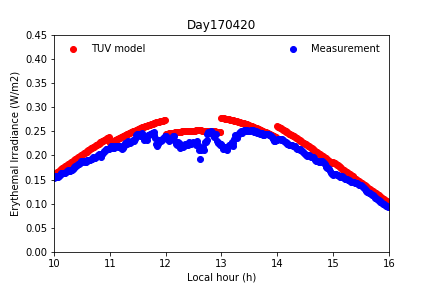 Day170420
TUV model
Measurement
Erythemal Irradiance (W/m2)
0.45
0.40
0.35
0.30
0.25
0.20
0.15
0.10
0.05
0.00
10 11 12 13 14 15 16
Local hour (h)